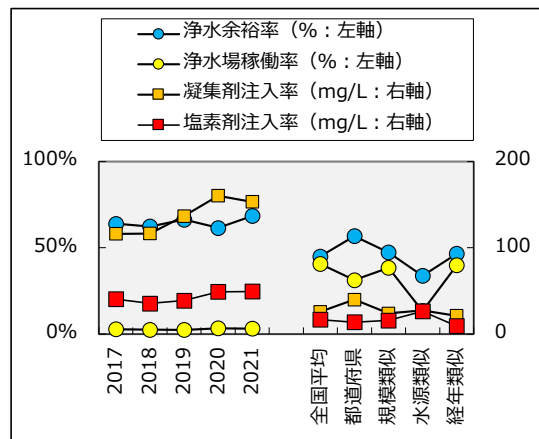 浄水余裕率（%：左軸）
浄水場稼働率（%：左軸）
凝集剤注入率（mg/L：右軸）
塩素剤注入率（mg/L：右軸）
100%
200
50%
100
0%
0
2017
2018
2019
2020
2021
全国平均
都道府県
規模類似
水源類似
経年類似